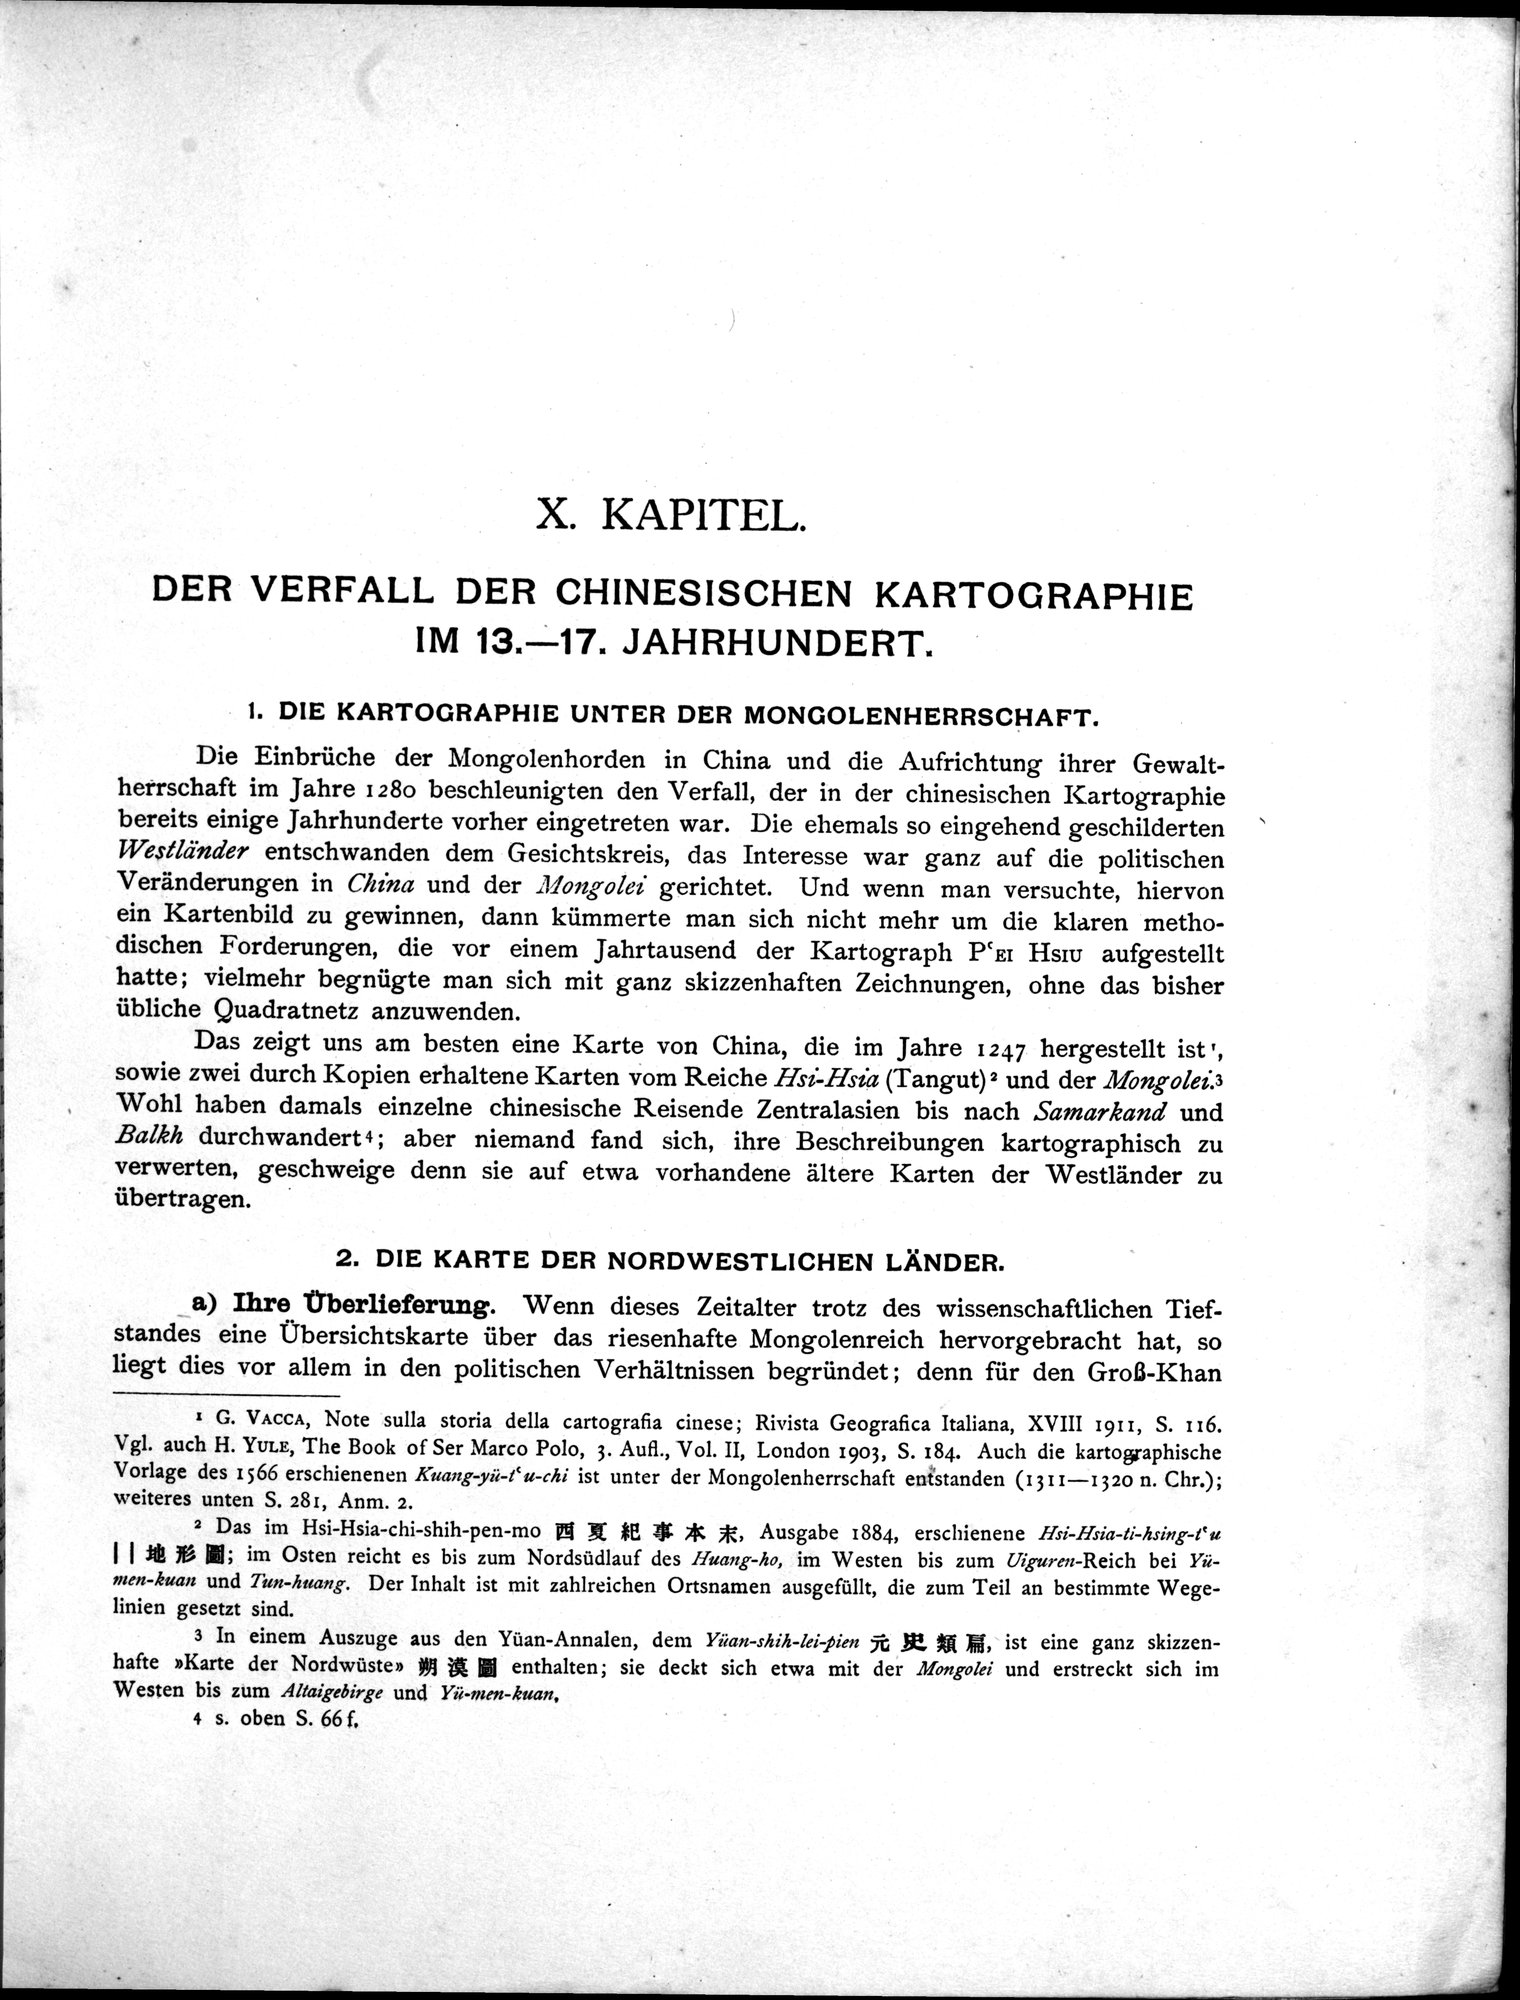 X. KAPITEL.
DER VERFALL DER CHINESISCHEN KARTOGRAPHIE
IM 13.—17. JAHRHUNDERT.
1. DIE KARTOGRAPHIE UNTER DER MONGOLENHERRSCHAFT.
Die Einbrüche der Mongolenhorden in China und die Aufrichtung ihrer Gewalt-
herrschaft im Jahre 1280 beschleunigten den Verfall, der in der chinesischen Kartographie
bereits einige Jahrhunderte vorher eingetreten war. Die ehemals so eingehend geschilderten
Westländer entschwanden dem Gesichtskreis, das Interesse war ganz auf die politischen
Veränderungen in China und der Mongolei gerichtet. Und wenn man versuchte, hiervon
ein Kartenbild zu gewinnen, dann kümmerte man sich nicht mehr um die klaren metho-
dischen Forderungen, die vor einem Jahrtausend der Kartograph Pʻei Hsiu aufgestellt
hatte; vielmehr begnügte man sich mit ganz skizzenhaften Zeichnungen, ohne das bisher
übliche Quadratnetz anzuwenden.
Das zeigt uns am besten eine Karte von China, die im Jahre 1247 hergestellt ist¹,
sowie zwei durch Kopien erhaltene Karten vom Reiche Hsi-Hsia (Tangut)² und der Mongolei.³
Wohl haben damals einzelne chinesische Reisende Zentralasien bis nach Samarkand und
Balkh durchwandert⁴; aber niemand fand sich, ihre Beschreibungen kartographisch zu
verwerten, geschweige denn sie auf etwa vorhandene ältere Karten der Westländer zu
übertragen.
2. DIE KARTE DER NORDWESTLICHEN LÄNDER.
a) Ihre Überlieferung. Wenn dieses Zeitalter trotz des wissenschaftlichen Tief-
standes eine Übersichtskarte über das riesenhafte Mongolenreich hervorgebracht hat, so
liegt dies vor allem in den politischen Verhältnissen begründet; denn für den Groß-Khan
¹ G. VACCA, Note sulla storia della cartografia cinese; Rivista Geografica Italiana, XVIII 1911, S. 116.
Vgl. auch H. YULE, The Book of Ser Marco Polo, 3. Aufl., Vol. II, London 1903, S. 184. Auch die kartographische
Vorlage des 1566 erschienenen Kuang-yü-tʻu-chi ist unter der Mongolenherrschaft entstanden (1311—1320 n. Chr.);
weiteres unten S. 281, Anm. 2.
² Das im Hsi-Hsia-chi-shih-pen-mo 西夏紀事本末, Ausgabe 1884, erschienene Hsi-Hsia-ti-hsing-tʻu
||地形圖; im Osten reicht es bis zum Nordsüdlauf des Huang-ho, im Westen bis zum Uiguren-Reich bei Yü-
men-kuan und Tun-huang. Der Inhalt ist mit zahlreichen Ortsnamen ausgefüllt, die zum Teil an bestimmte Wege-
linien gesetzt sind.
³ In einem Auszuge aus den Yüan-Annalen, dem Yüan-shih-lei-pien 元史類扁, ist eine ganz skizzen-
hafte »Karte der Nordwüste» 朔漠圖 enthalten; sie deckt sich etwa mit der Mongolei und erstreckt sich im
Westen bis zum Altaigebirge und Yü-men-kuan.
⁴ s. oben S. 66 f.